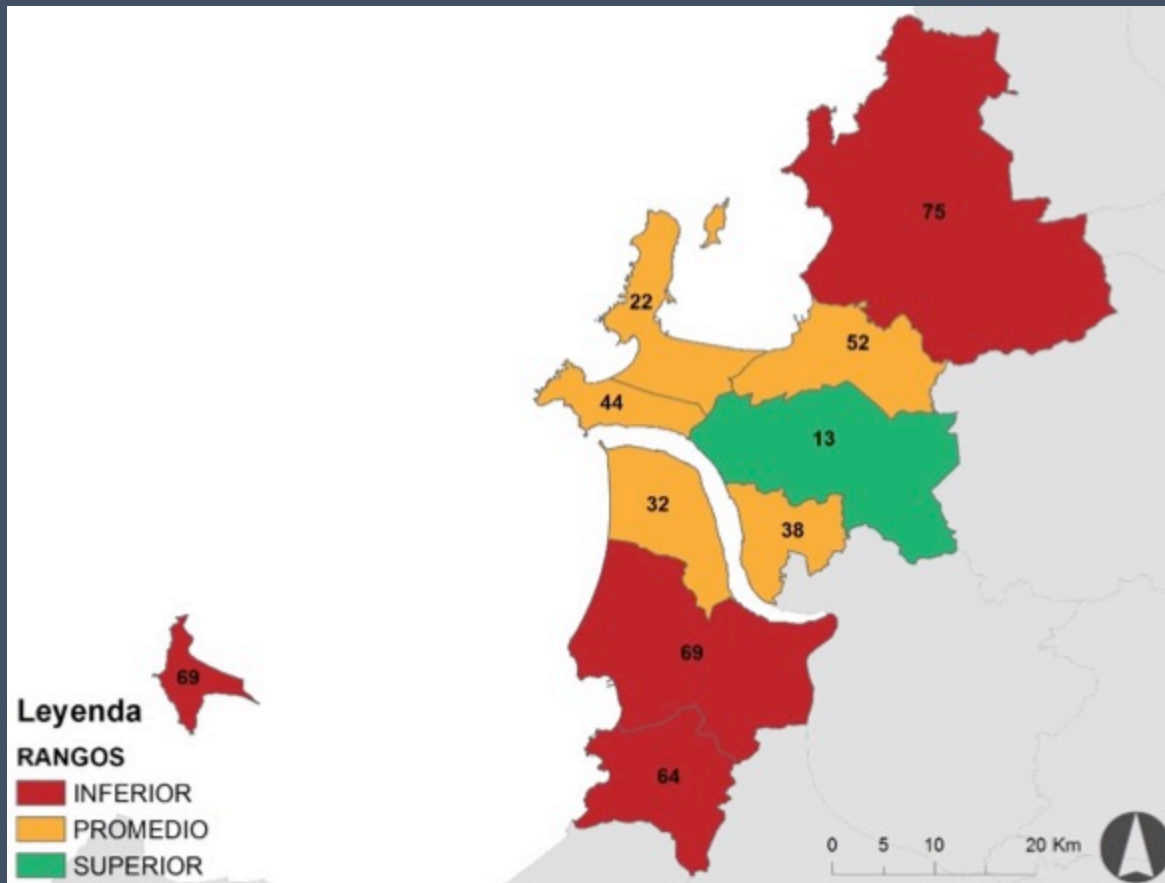 75
22
52
44
13
32
38
69
69
64
Leyenda
RANGOS
INFERIOR
PROMEDIO
SUPERIOR
0 5 10 20 Km